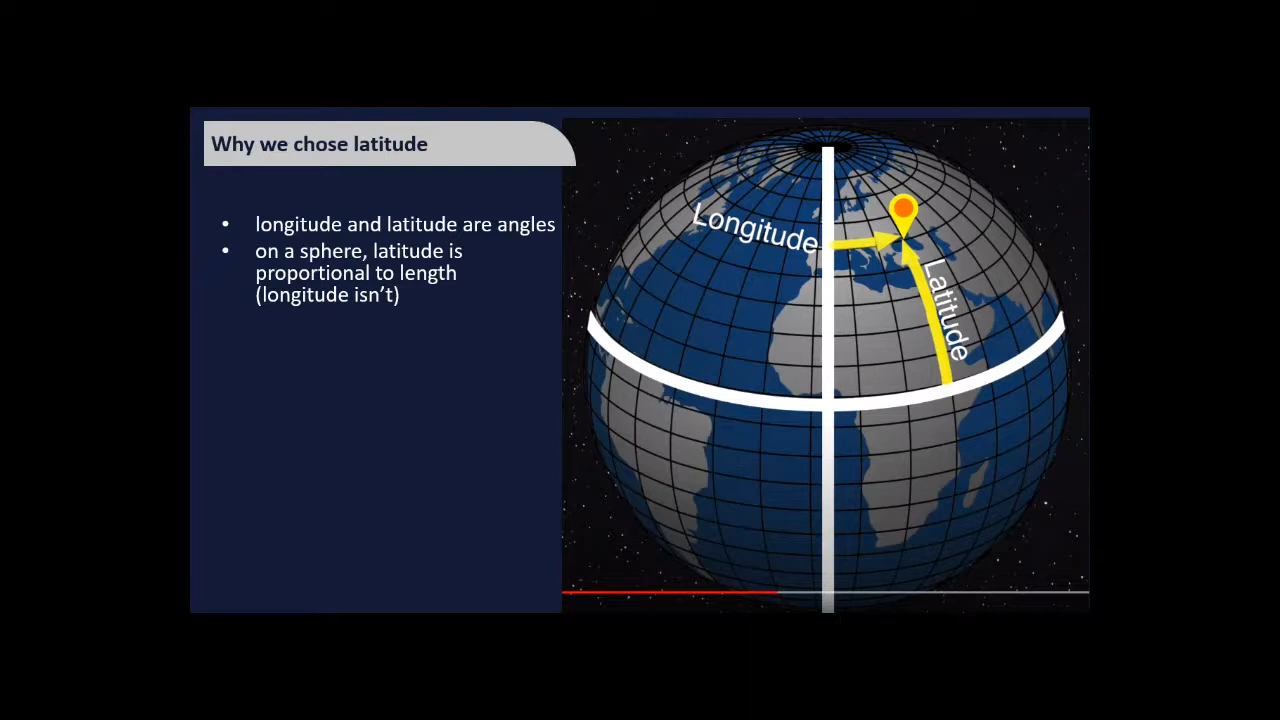 Why we chose latitude
• longitude and latitude are angles
• on a sphere, latitude is
proportional to length
(longitude isn’t)
Longitude
Latitude